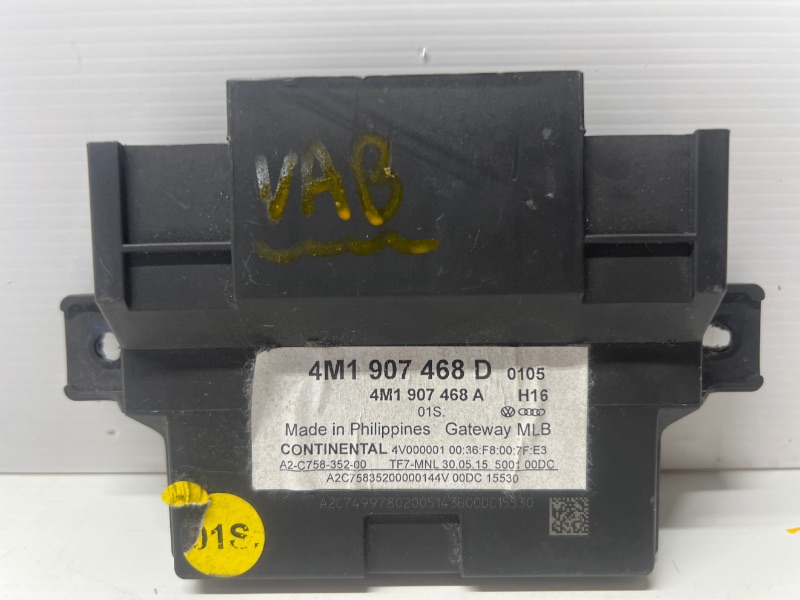 VAB
4M1 907 468 D 0105
4M1 907 468 A H16
01S.
Made in Philippines Gateway MLB
CONTINENTAL 4V000001 00:36:F8:00:7F:E3
A2-C758-352-00 TF7-MNL 30.05.15 5001 00DC
A2C75835200000144V 00DC 15530
A2C74997802005143600DC15530
01S.